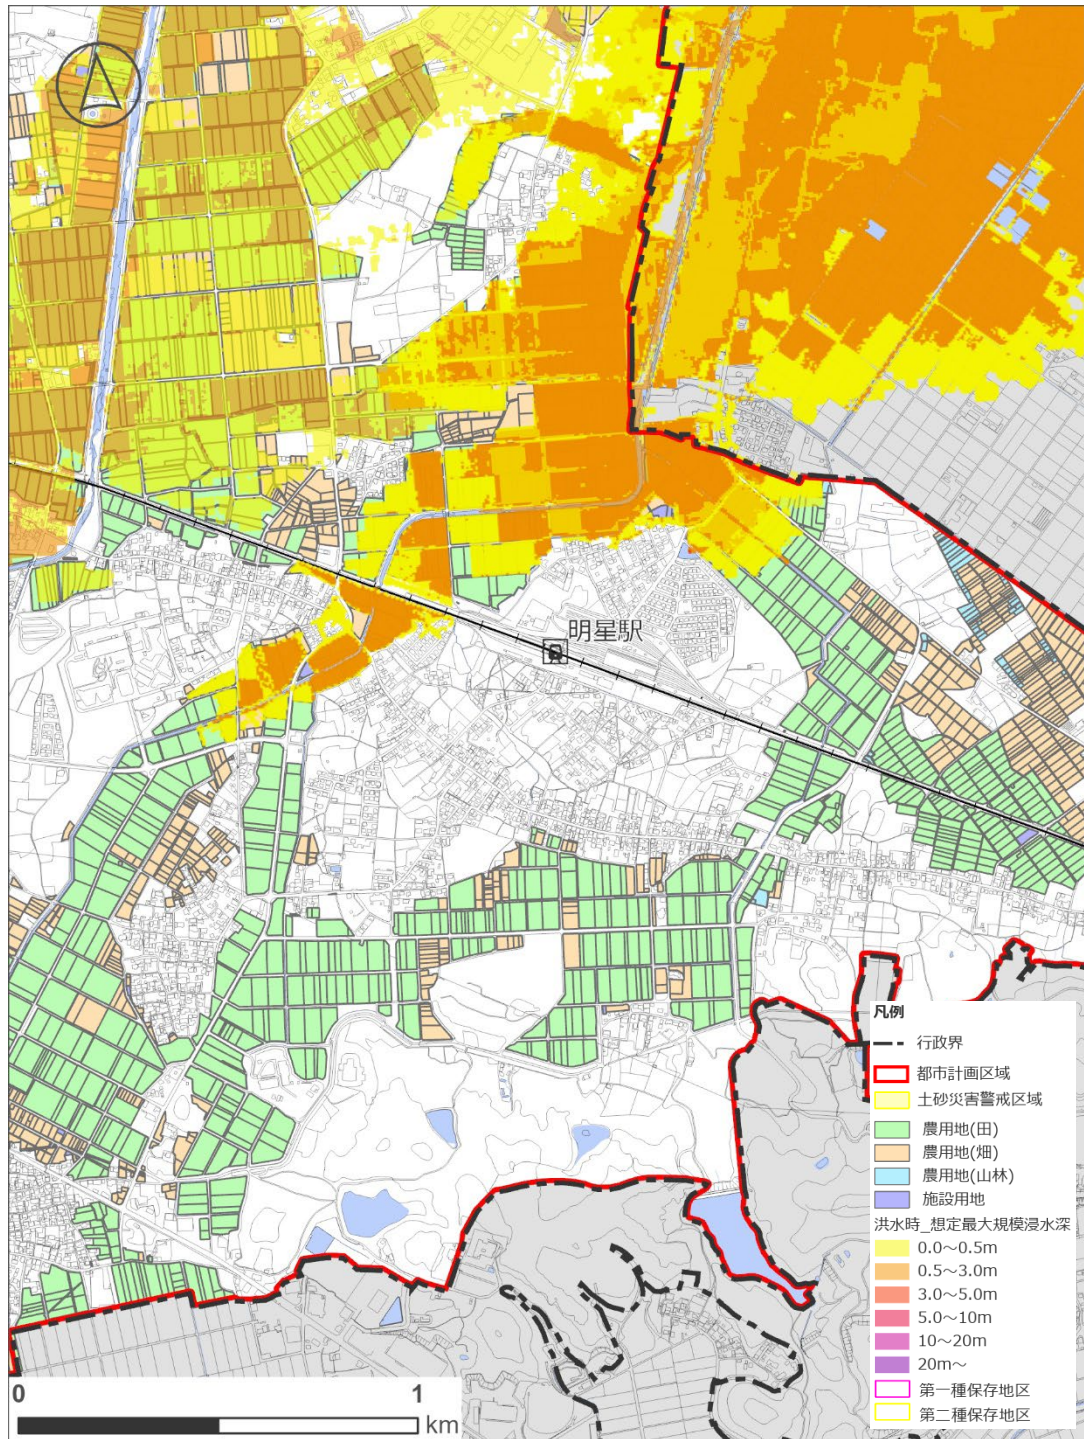 明星駅
凡例
行政界
都市計画区域
土砂災害警戒区域
農用地(田)
農用地(畑)
農用地(山林)
施設用地
洪水時_想定最大規模浸水深
0.0～0.5m
0.5～3.0m
3.0～5.0m
5.0～10m
10～20m
20m～
第一種保存地区
第二種保存地区
0 1
km